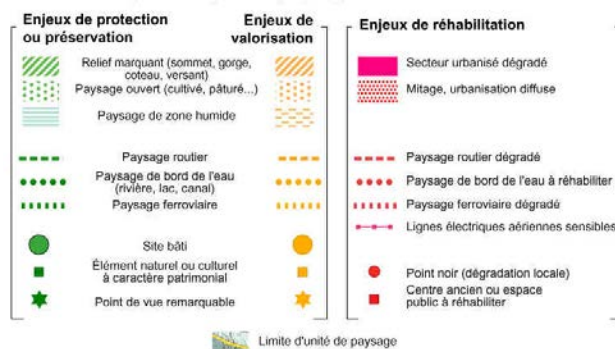 Enjeux de protection
ou préservation
Enjeux de
valorisation
Relief marquant (sommet, gorge,
coteau, versant)
Paysage ouvert (cultivé, pâturé...)
Paysage de zone humide
Paysage routier
Paysage de bord de l'eau
(rivière, lac, canal)
Paysage ferroviaire
Site bâti
Élément naturel ou culturel
à caractère patrimonial
Point de vue remarquable
Enjeux de réhabilitation
Secteur urbanisé dégradé
Mitage, urbanisation diffuse
Paysage routier dégradé
Paysage de bord de l'eau à réhabiliter
Paysage ferroviaire dégradé
Lignes électriques aériennes sensibles
Point noir (dégradation locale)
Centre ancien ou espace
public à réhabiliter
Limite d'unité de paysage